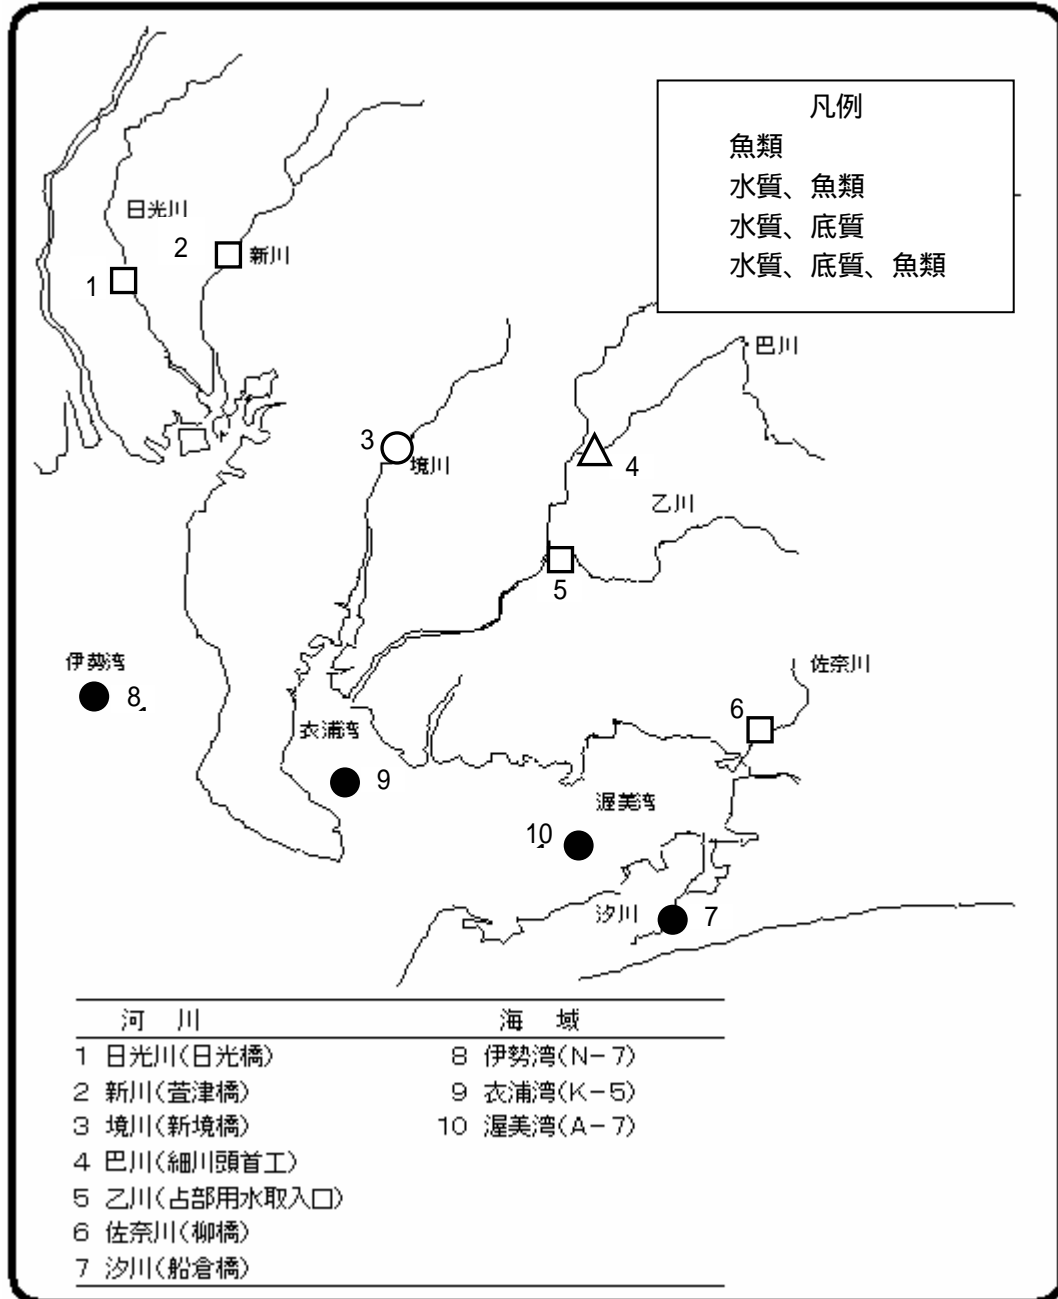 凡例
魚類
水質、魚類
水質、底質
水質、底質、魚類
日光川
2
新川
1
巴川
3
境川
4
乙川
5
伊勢湾
8
佐奈川
6
衣浦湾
9
渥美湾
10
汐川
7
河 川
海 域
1 日光川(日光橋)
8 伊勢湾(N-7)
2 新川(萱津橋)
9 衣浦湾(K-5)
3 境川(新境橋)
10 渥美湾(A-7)
4 巴川(細川頭首工)
5 乙川(占部用水取入口)
6 佐奈川(柳橋)
7 汐川(船倉橋)